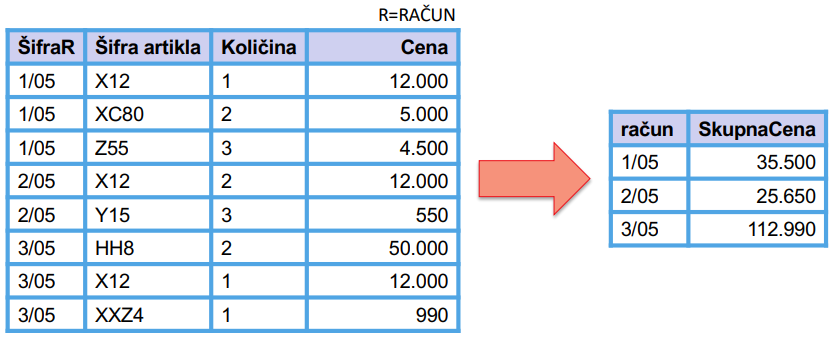 R=RAČUN
ŠifraR Šifra artikla Količina Cena
1/05 X12 1 12.000
1/05 XC80 2 5.000
1/05 Z55 3 4.500
2/05 X12 2 12.000
2/05 Y15 3 550
3/05 HH8 2 50.000
3/05 X12 1 12.000
3/05 XXZ4 1 990
račun SkupnaCena
1/05 35.500
2/05 25.650
3/05 112.990